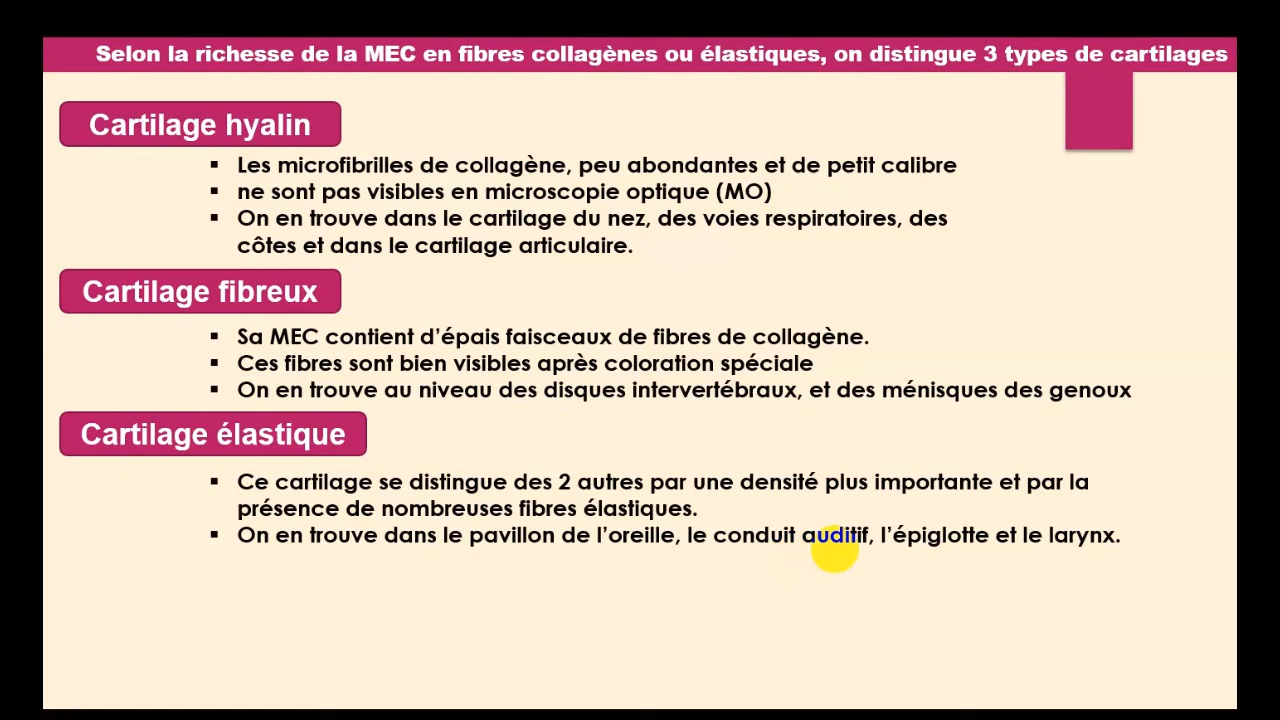 Selon la richesse de la MEC en fibres collagènes ou élastiques, on distingue 3 types de cartilages
Cartilage hyalin
▪ Les microfibrilles de collagène, peu abondantes et de petit calibre
▪ ne sont pas visibles en microscopie optique (MO)
▪ On en trouve dans le cartilage du nez, des voies respiratoires, des
côtes et dans le cartilage articulaire.
Cartilage fibreux
▪ Sa MEC contient d’épais faisceaux de fibres de collagène.
▪ Ces fibres sont bien visibles après coloration spéciale
▪ On en trouve au niveau des disques intervertébraux, et des ménisques des genoux
Cartilage élastique
▪ Ce cartilage se distingue des 2 autres par une densité plus importante et par la
présence de nombreuses fibres élastiques.
▪ On en trouve dans le pavillon de l’oreille, le conduit auditif, l’épiglotte et le larynx.